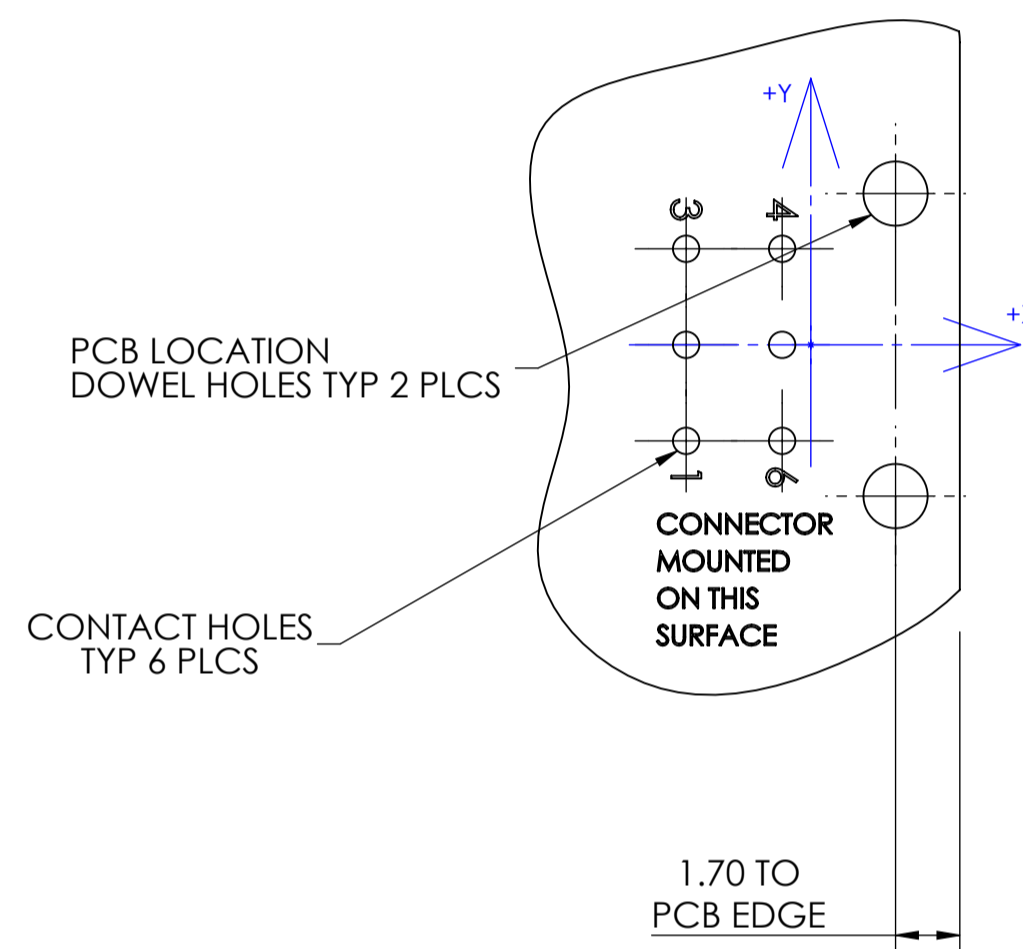 +Y
3 4
+X
PCB LOCATION
DOWEL HOLES TYP 2 PLCS
1 6
CONNECTOR
MOUNTED
ON THIS
SURFACE
CONTACT HOLES
TYP 6 PLCS
1.70 TO
PCB EDGE